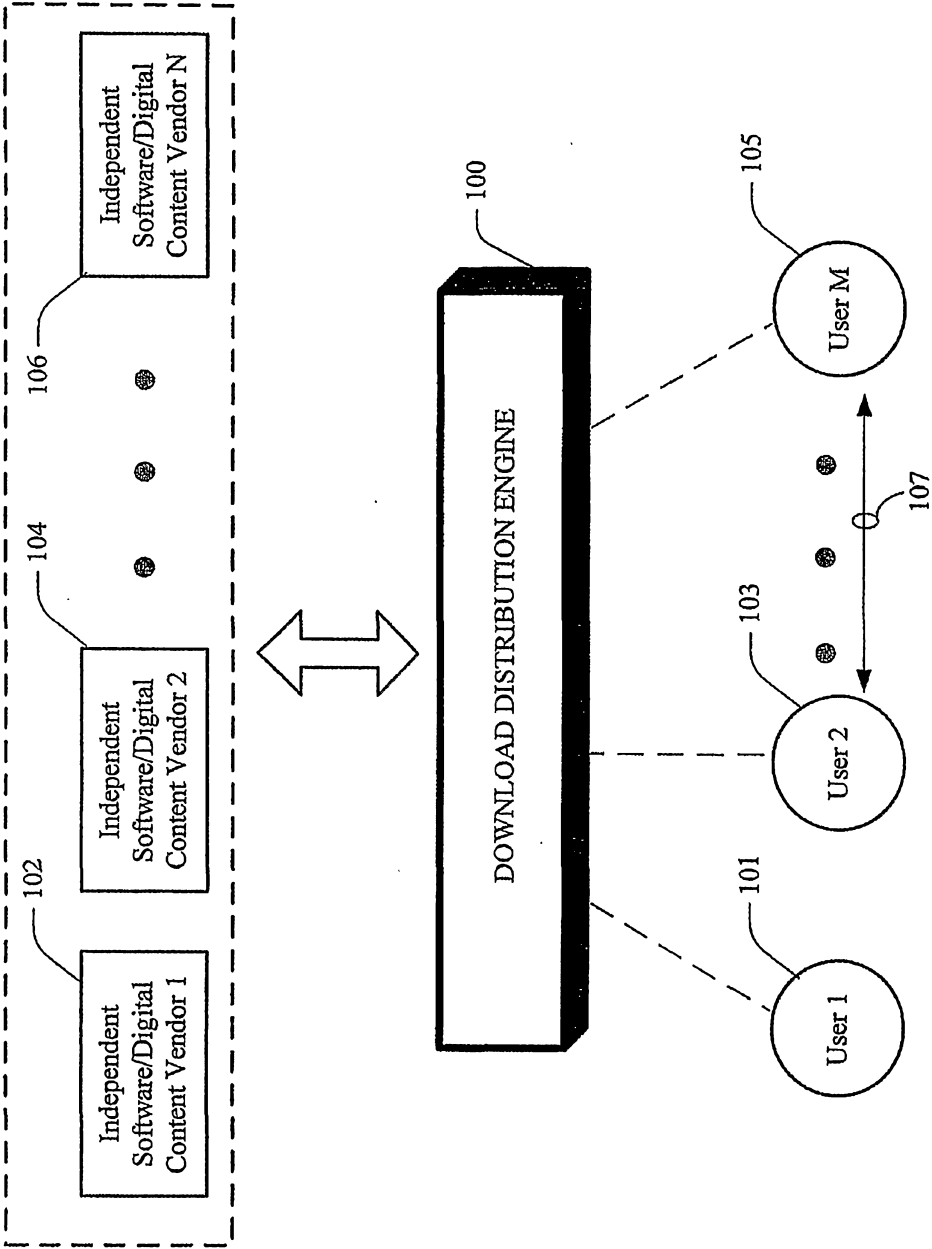 102
Independent
Software/Digital
Content Vendor 1
104
Independent
Software/Digital
Content Vendor 2
106
Independent
Software/Digital
Content Vendor N
100
DOWNLOAD DISTRIBUTION ENGINE
101
User 1
103
User 2
105
User M
107